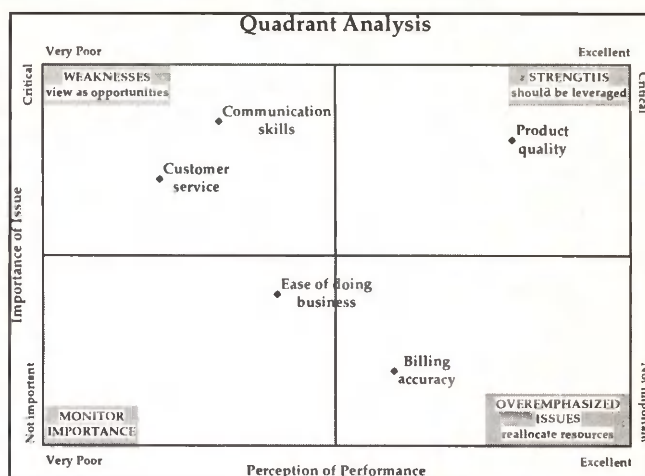 Quadrant Analysis
Very Poor
Excellent
Critical
WEAKNESSES
view as opportunities
STRENGTHS
should be leveraged
Critical
Communication
skills
Product
quality
Customer
service
Importance of Issue
Ease of doing
business
Billing
accuracy
Not important
MONITOR
IMPORTANCE
OVEREMPHASIZED
ISSUES
reallocate resources
Not important
Very Poor
Excellent
Perception of Performance